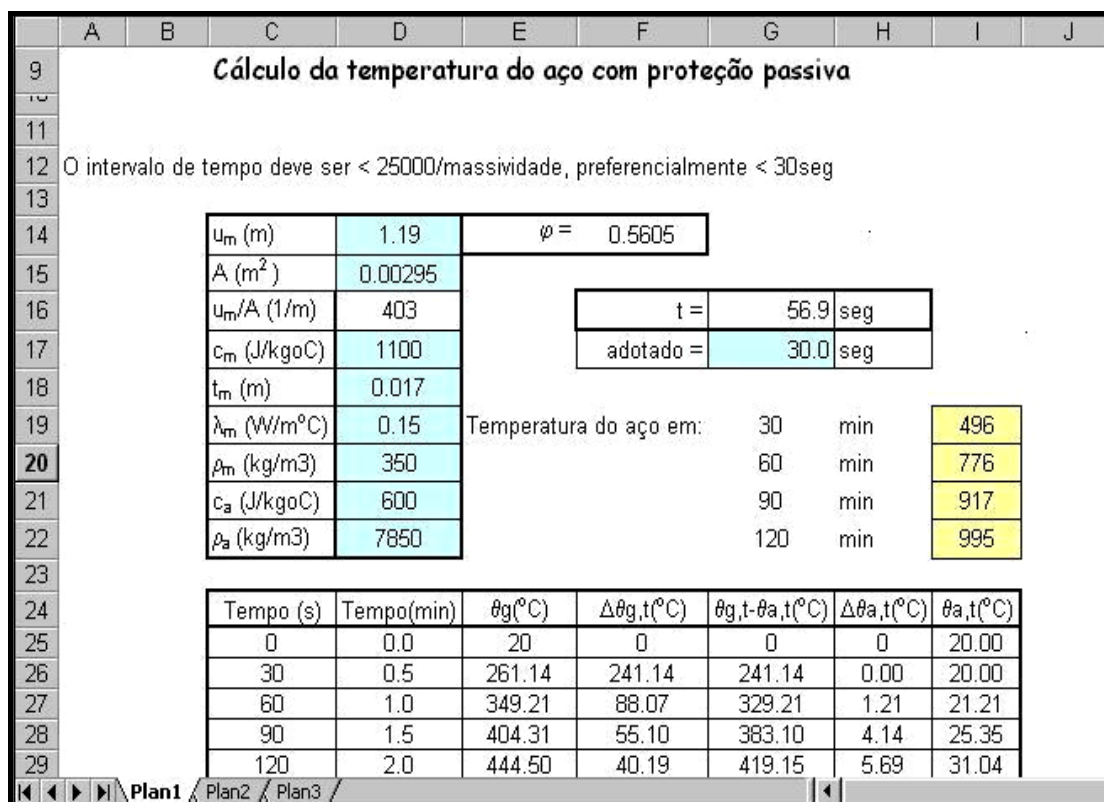 A B C D E F G H I J
9 Cálculo da temperatura do aço com proteção passiva
10
11
12 O intervalo de tempo deve ser < 25000/massividade, preferencialmente < 30seg
13
14 uₘ (m) 1.19 φ = 0.5605
15 A (m²) 0.00295
16 uₘ/A (1/m) 403 t = 56.9 seg
17 cₘ (J/kgoC) 1100 adotado = 30.0 seg
18 tₘ (m) 0.017
19 λₘ (W/mºC) 0.15 Temperatura do aço em: 30 min 496
20 ρₘ (kg/m3) 350 60 min 776
21 cₐ (J/kgoC) 600 90 min 917
22 ρₐ (kg/m3) 7850 120 min 995
23
24 Tempo (s) Tempo(min) θg(ºC) Δθg,t(ºC) θg,t-θa,t(ºC) Δθa,t(ºC) θa,t(ºC)
25 0 0.0 20 0 0 0 20.00
26 30 0.5 261.14 241.14 241.14 0.00 20.00
27 60 1.0 349.21 88.07 329.21 1.21 21.21
28 90 1.5 404.31 55.10 383.10 4.14 25.35
29 120 2.0 444.50 40.19 419.15 5.69 31.04
Plan1 Plan2 Plan3